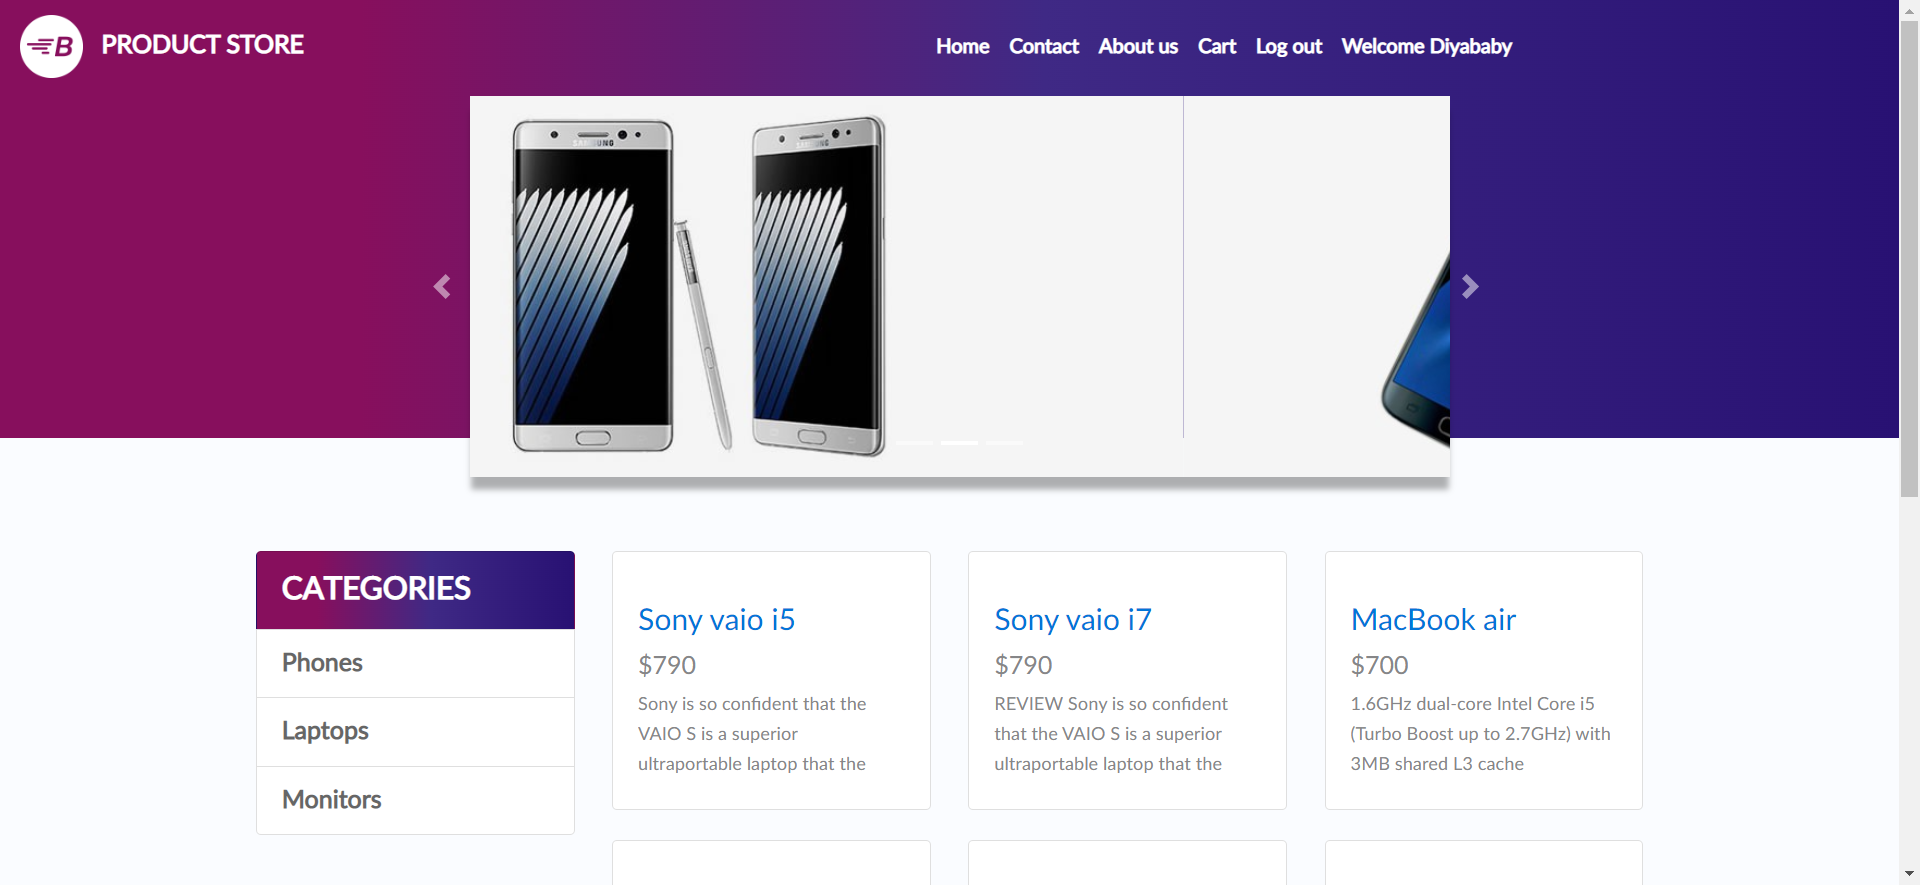 B PRODUCT STORE
Home Contact About us Cart Log out Welcome Diyababy
SAMSUNG
SAMSUNG
CATEGORIES
Phones
Laptops
Monitors
Sony vaio i5
$790
Sony is so confident that the
VAIO S is a superior
ultraportable laptop that the
Sony vaio i7
$790
REVIEW Sony is so confident
that the VAIO S is a superior
ultraportable laptop that the
MacBook air
$700
1.6GHz dual-core Intel Core i5
(Turbo Boost up to 2.7GHz) with
3MB shared L3 cache